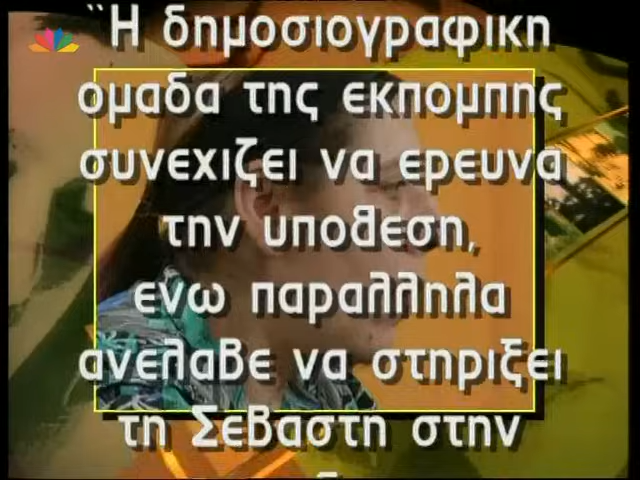 “Η δημοσιογραφικη
ομαδα της εκπομπης
συνεχιζει να ερευνα
την υποθεση,
ενω παραλληλα
ανελαβε να στηριξει
τη Σεβαστη στην